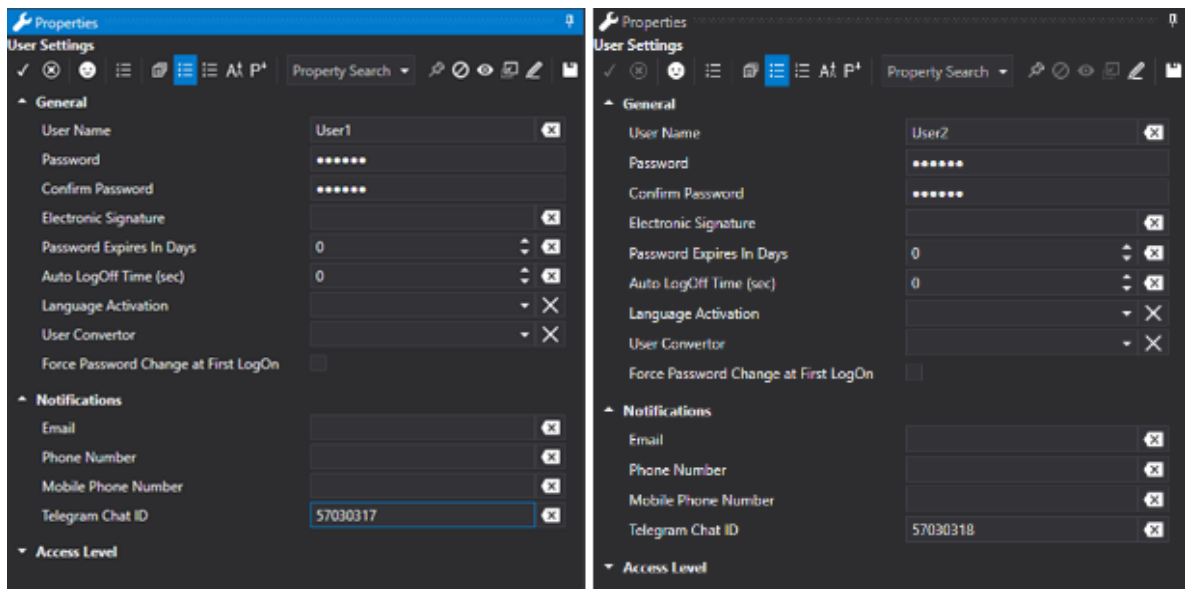 Properties
User Settings
Property Search
General
User Name User1
Password ••••••
Confirm Password ••••••
Electronic Signature
Password Expires In Days 0
Auto LogOff Time (sec) 0
Language Activation
User Convertor
Force Password Change at First LogOn
Notifications
Email
Phone Number
Mobile Phone Number
Telegram Chat ID 57030317
Access Level
Properties
User Settings
Property Search
General
User Name User2
Password ••••••
Confirm Password ••••••
Electronic Signature
Password Expires In Days 0
Auto LogOff Time (sec) 0
Language Activation
User Convertor
Force Password Change at First LogOn
Notifications
Email
Phone Number
Mobile Phone Number
Telegram Chat ID 57030318
Access Level